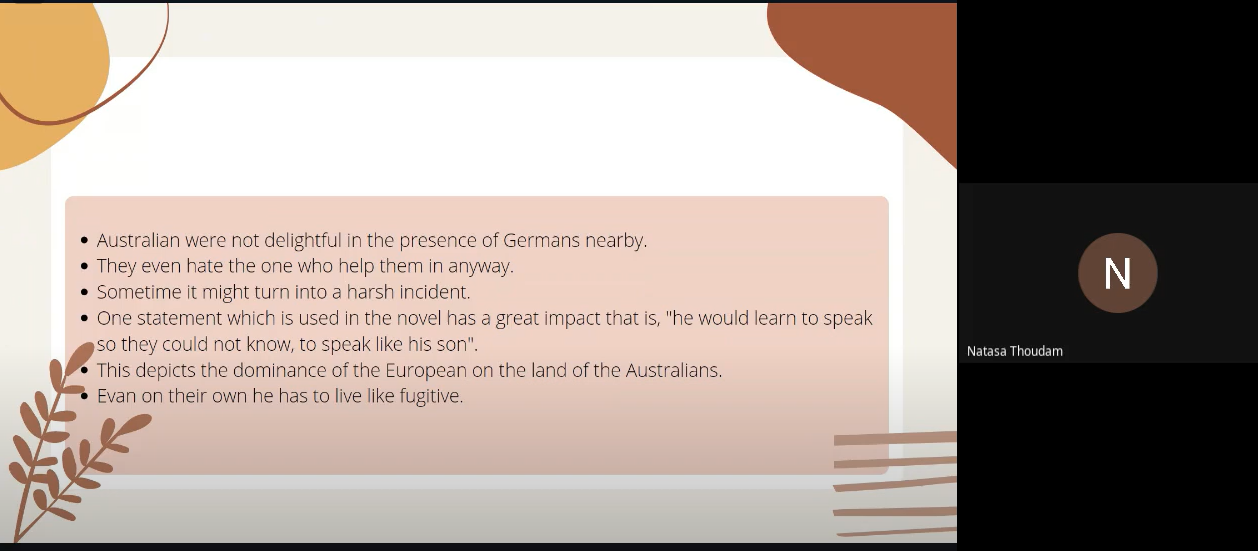 Australian were not delightful in the presence of Germans nearby.
They even hate the one who help them in anyway.
Sometime it might turn into a harsh incident.
One statement which is used in the novel has a great impact that is, "he would learn to speak
so they could not know, to speak like his son".
This depicts the dominance of the European on the land of the Australians.
Evan on their own he has to live like fugitive.
N
Natasa Thoudam